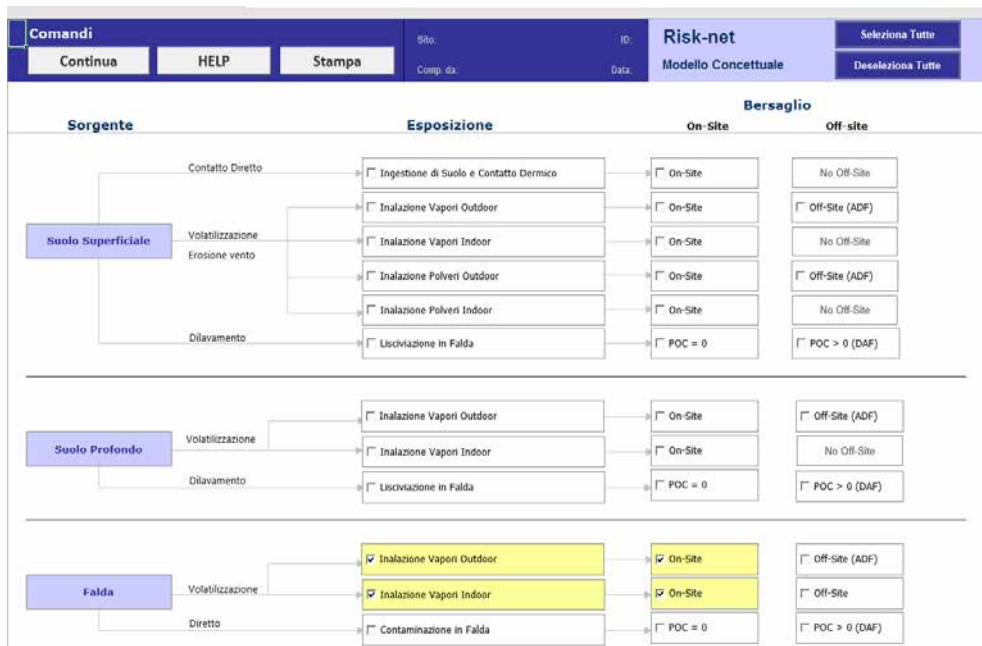 Comandi
Continua
HELP
Stampa
Sito:
ID:
Comp. da:
Data:
Risk-net
Modello Concettuale
Seleziona Tutte
Deseleziona Tutte
Bersaglio
Sorgente
Esposizione
On-Site
Off-site
Contatto Diretto
Ingestione di Suolo e Contatto Dermico
On-Site
No Off-Site
Inalazione Vapori Outdoor
On-Site
Off-Site (ADF)
Suolo Superficiale
Volatilizzazione
Erosione vento
Inalazione Vapori Indoor
On-Site
No Off-Site
Inalazione Polveri Outdoor
On-Site
Off-Site (ADF)
Inalazione Polveri Indoor
On-Site
No Off-Site
Dilavamento
Lisciviazione in Falda
POC = 0
POC > 0 (DAF)
Inalazione Vapori Outdoor
On-Site
Off-Site (ADF)
Suolo Profondo
Volatilizzazione
Inalazione Vapori Indoor
On-Site
No Off-Site
Dilavamento
Lisciviazione in Falda
POC = 0
POC > 0 (DAF)
Inalazione Vapori Outdoor
On-Site
Off-Site (ADF)
Falda
Volatilizzazione
Inalazione Vapori Indoor
On-Site
Off-Site
Diretto
Contaminazione in Falda
POC = 0
POC > 0 (DAF)